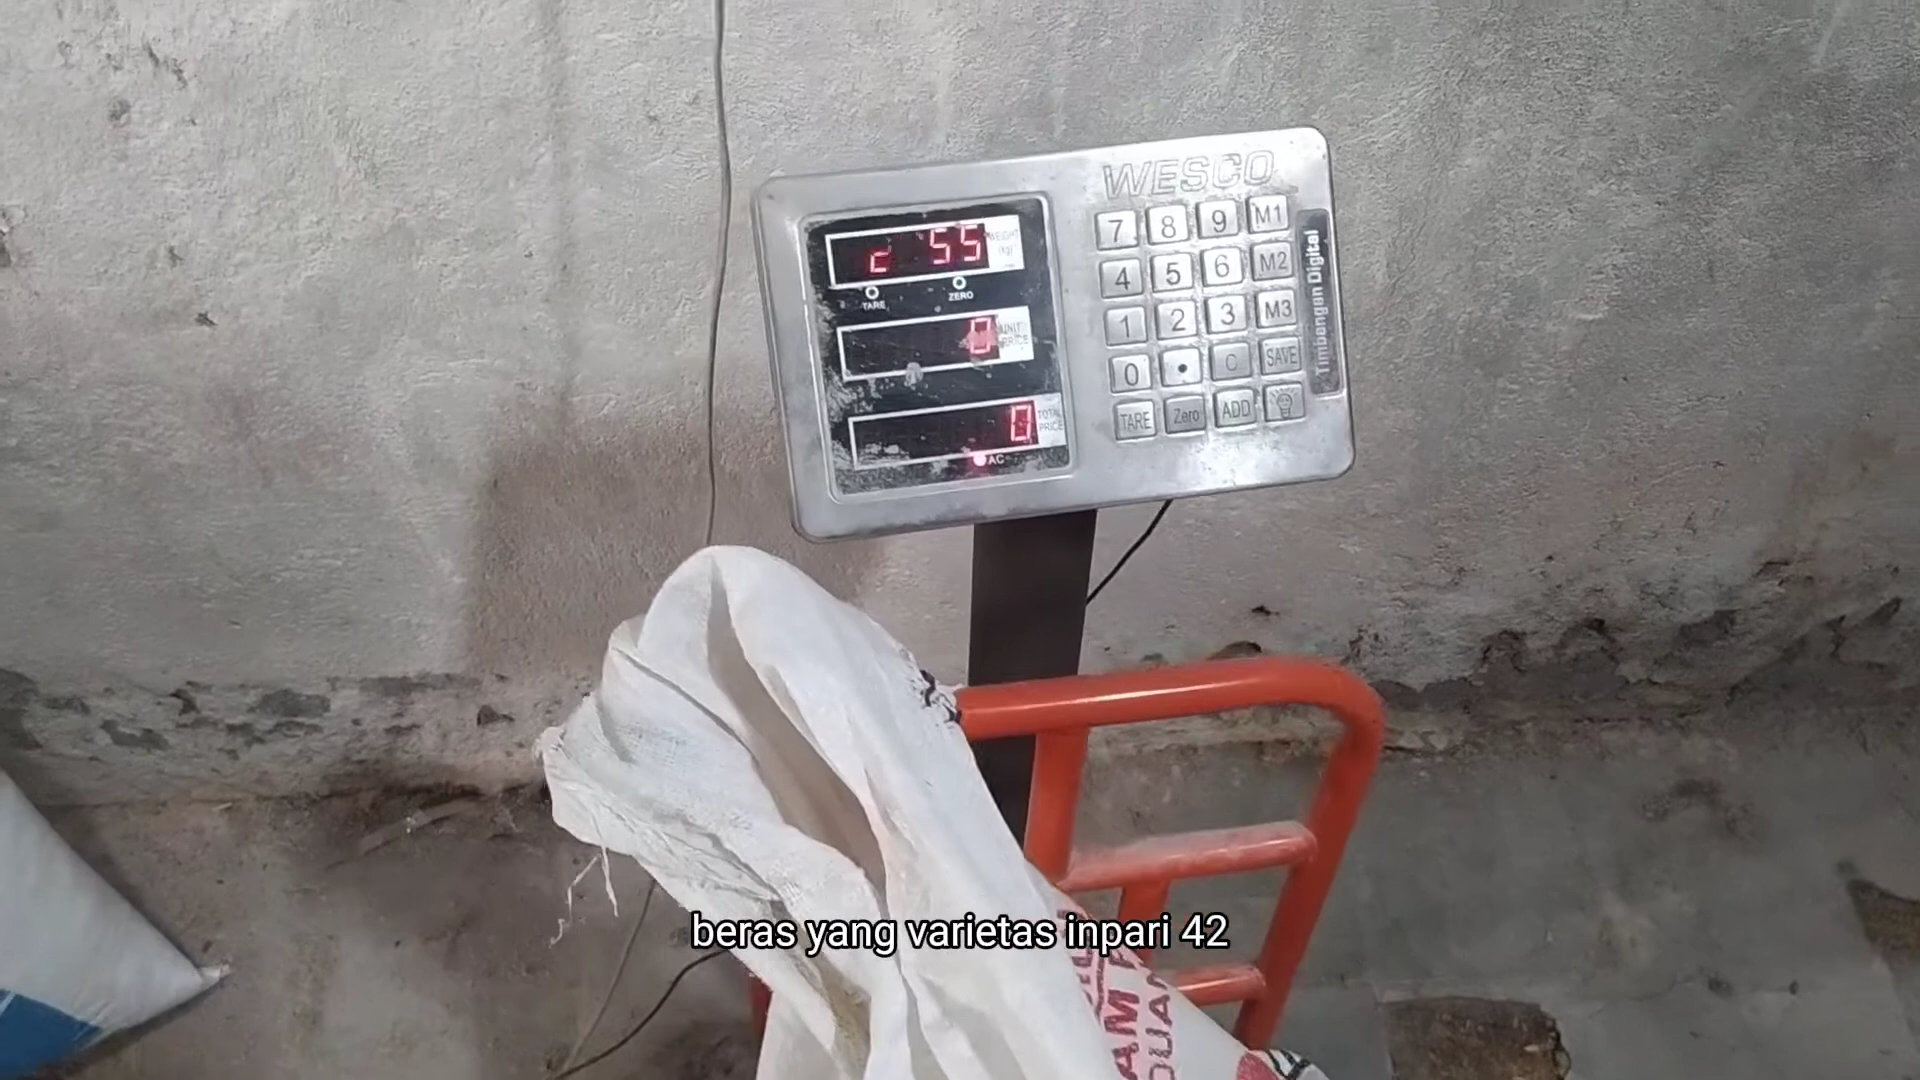 WESCO
c 55
WEIGHT
(kg)
TARE
ZERO
0
UNIT
PRICE
0
TOTAL
PRICE
AC
7 8 9 M1
4 5 6 M2
1 2 3 M3
0 . C SAVE
TARE Zero ADD
Timbangan Digital
beras yang varietas inpari 42